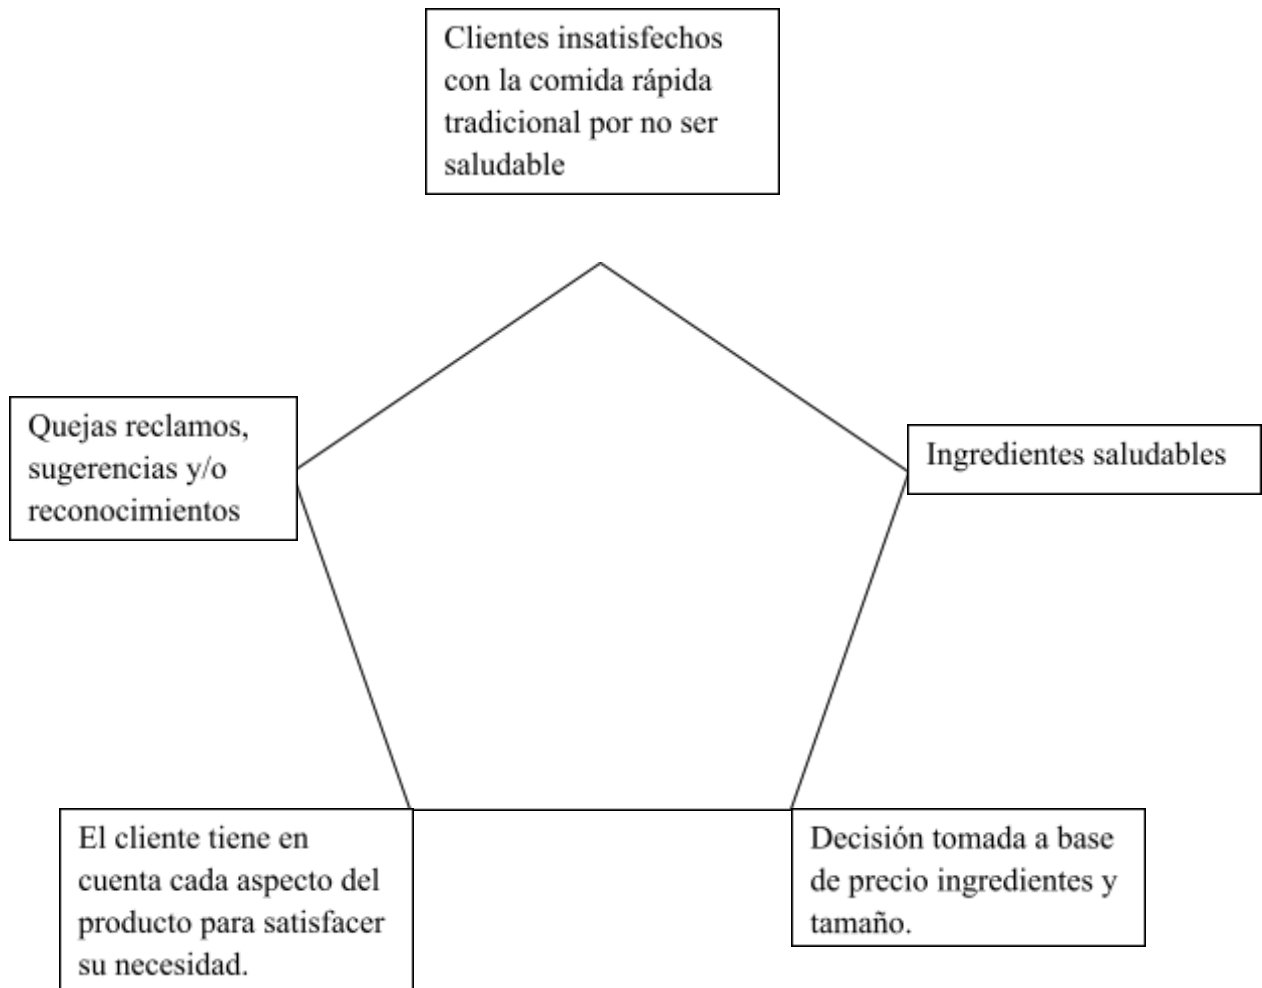 Clientes insatisfechos
con la comida rápida
tradicional por no ser
saludable
Quejas reclamos,
sugerencias y/o
reconocimientos
Ingredientes saludables
El cliente tiene en
cuenta cada aspecto del
producto para satisfacer
su necesidad.
Decisión tomada a base
de precio ingredientes y
tamaño.